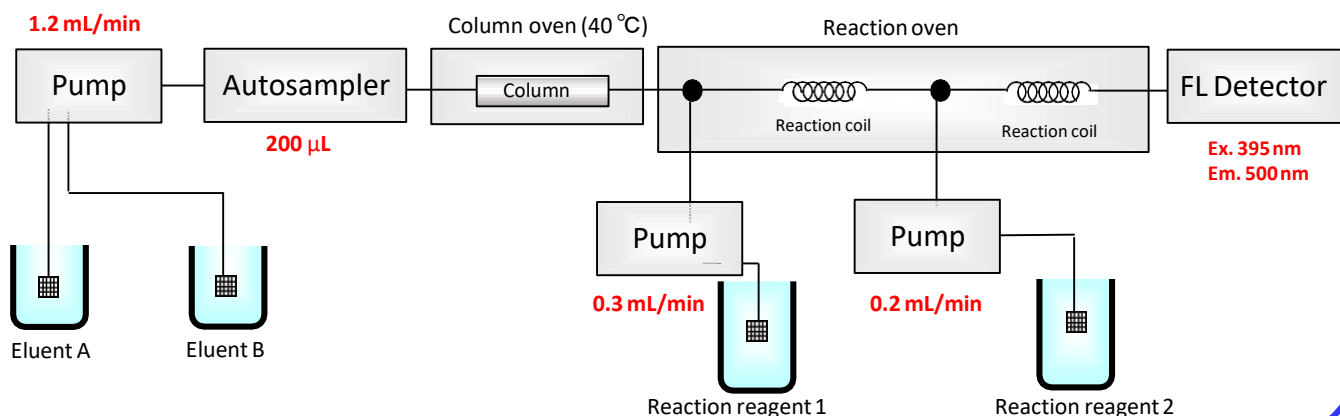 1.2 mL/min
Pump
Autosampler
200 µL
Column oven (40 ℃)
Column
Reaction oven
Reaction coil
Reaction coil
FL Detector
Ex. 395 nm
Em. 500 nm
Pump
0.3 mL/min
Pump
0.2 mL/min
Eluent A
Eluent B
Reaction reagent 1
Reaction reagent 2